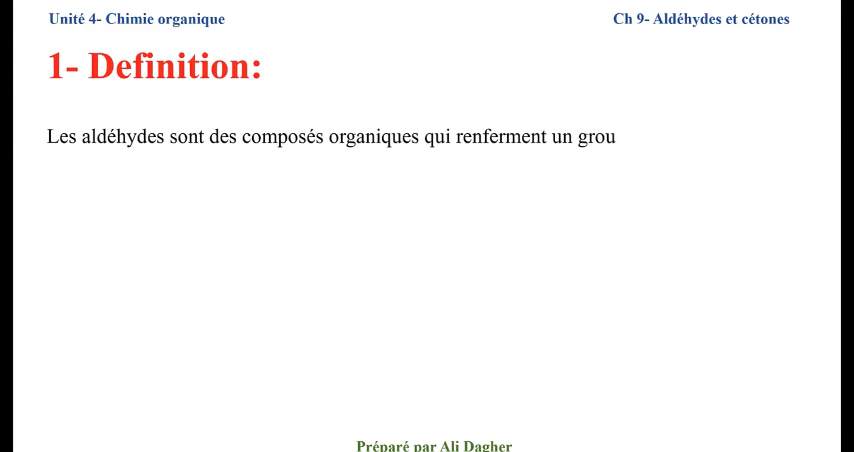 Unité 4- Chimie organique
Ch 9- Aldéhydes et cétones
1- Definition:
Les aldéhydes sont des composés organiques qui renferment un grou
Préparé par Ali Dagher